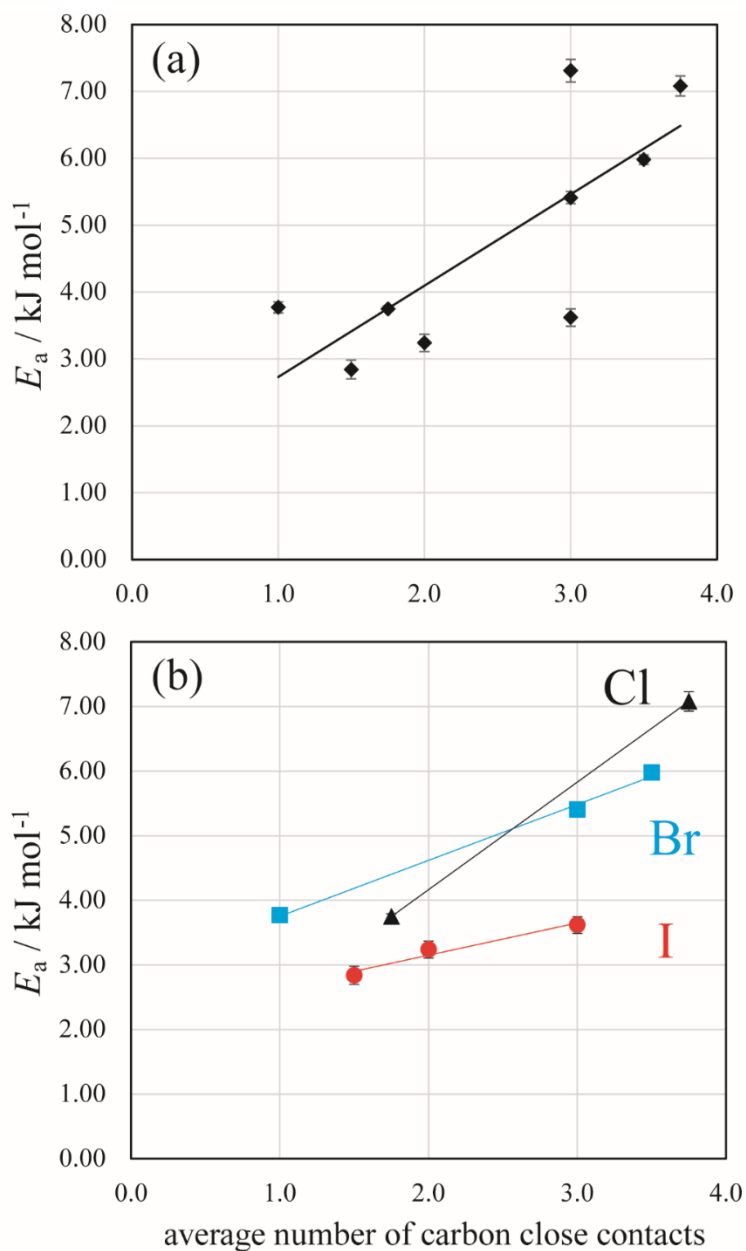 (a)
8.00
7.00
6.00
5.00
4.00
3.00
2.00
1.00
0.00
Eₐ / kJ mol⁻¹
0.0 1.0 2.0 3.0 4.0
(b)
Cl
Br
I
8.00
7.00
6.00
5.00
4.00
3.00
2.00
1.00
0.00
Eₐ / kJ mol⁻¹
0.0 1.0 2.0 3.0 4.0
average number of carbon close contacts